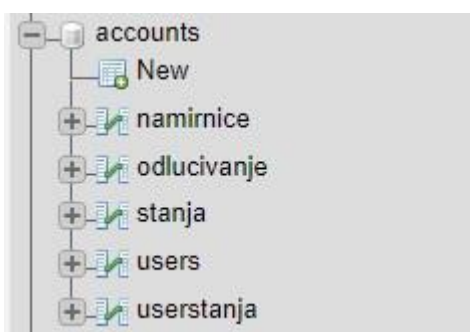 accounts
New
namirnice
odlucivanje
stanja
users
userstanja